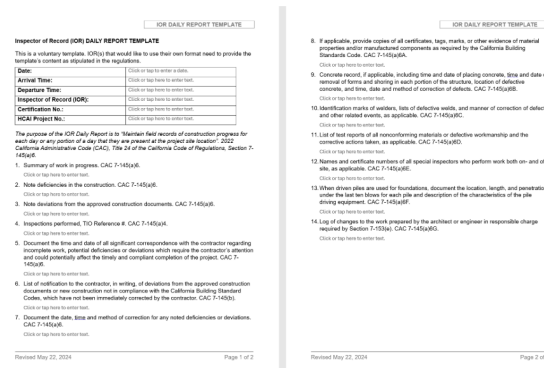 IOR DAILY REPORT TEMPLATE
Inspector of Record (IOR) DAILY REPORT TEMPLATE
This is a voluntary template. IOR(s) that would like to use their own format need to provide the
template's content as stipulated in the regulations.
Date: Click or tap to enter a date.
Arrival Time: Click or tap here to enter text.
Departure Time: Click or tap here to enter text.
Inspector of Record (IOR): Click or tap here to enter text.
Certification No.: Click or tap here to enter text.
HCAI Project No.: Click or tap here to enter text.
The purpose of the IOR Daily Report is to "Maintain field records of construction progress for
each day or any portion of a day that they are present at the project site location". 2022
California Administrative Code (CAC), Title 24 of the California Code of Regulations, Section 7-
145(a)6.
1. Summary of work in progress. CAC 7-145(a)6.
Click or tap here to enter text.
2. Note deficiencies in the construction. CAC 7-145(a)6.
Click or tap here to enter text.
3. Note deviations from the approved construction documents. CAC 7-145(a)6.
Click or tap here to enter text.
4. Inspections performed, TIO Reference #. CAC 7-145(a)4.
Click or tap here to enter text.
5. Document the time and date of all significant correspondence with the contractor regarding
incomplete work, potential deficiencies or deviations which require the contractor's attention
and could potentially affect the timely and compliant completion of the project. CAC 7-
145(a)6.
Click or tap here to enter text.
6. List of notification to the contractor, in writing, of deviations from the approved construction
documents or new construction not in compliance with the California Building Standard
Codes, which have not been immediately corrected by the contractor. CAC 7-145(b).
Click or tap here to enter text.
7. Document the date, time and method of correction for any noted deficiencies or deviations.
CAC 7-145(a)6.
Click or tap here to enter text.
Revised May 22, 2024 Page 1 of 2
IOR DAILY REPORT TEMPLATE
8. If applicable, provide copies of all certificates, tags, marks, or other evidence of material
properties and/or manufactured components as required by the California Building
Standards Code. CAC 7-145(a)6A.
Click or tap here to enter text.
9. Concrete record, if applicable, including time and date of placing concrete, time and date
removal of forms and shoring in each portion of the structure, location of defective
concrete, and time, date and method of correction of defects. CAC 7-145(a)6B.
Click or tap here to enter text.
10. Identification marks of welders, lists of defective welds, and manner of correction of
and other related events, as applicable. CAC 7-145(a)6C.
Click or tap here to enter text.
11. List of test reports of all nonconforming materials or defective workmanship and the
corrective actions taken, as applicable. CAC 7-145(a)6D.
Click or tap here to enter text.
12. Names and certificate numbers of all special inspectors who perform work both on- and
site, as applicable. CAC 7-145(a)6E.
Click or tap here to enter text.
13. When driven piles are used for foundations, document the location, length, and
under the last ten blows for each pile and description of the characteristics of the pile
driving equipment. CAC 7-145(a)6F.
Click or tap here to enter text.
14. Log of changes to the work prepared by the architect or engineer in responsible charge
required by Section 7-153(e). CAC 7-145(a)6G.
Click or tap here to enter text.
Revised May 22, 2024 Page 2 of